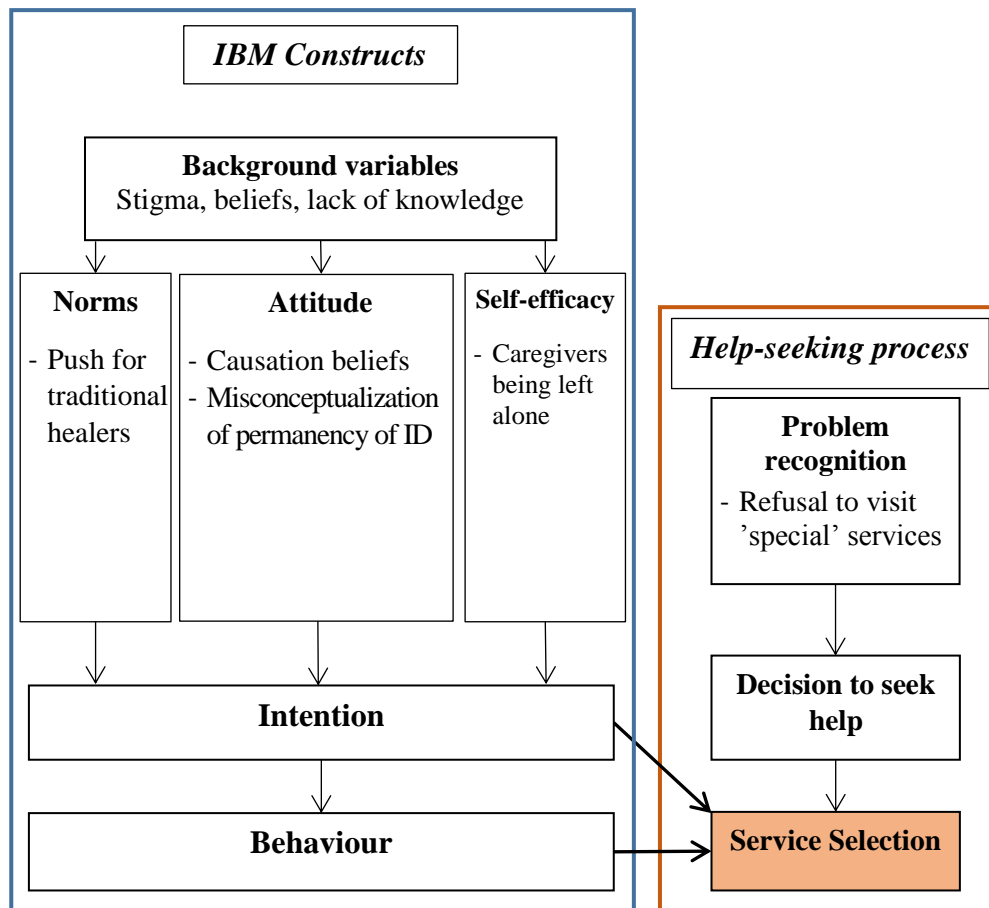 IBM Constructs
Background variables
Stigma, beliefs, lack of knowledge
Norms
- Push for
traditional
healers
Attitude
- Causation beliefs
- Misconceptualization
of permanency of ID
Self-efficacy
- Caregivers
being left
alone
Intention
Behaviour
Help-seeking process
Problem
recognition
- Refusal to visit
’special’ services
Decision to seek
help
Service Selection